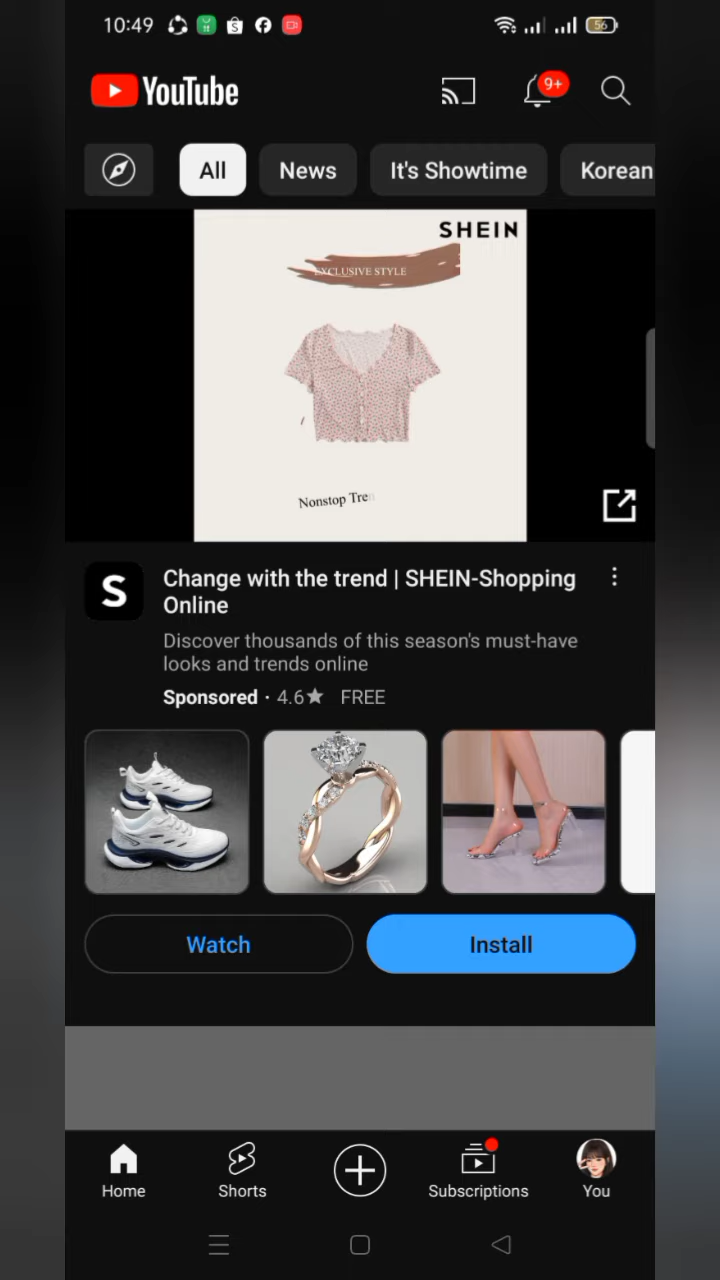 10:49
56
YouTube
9+
All
News
It's Showtime
Korean
SHEIN
EXCLUSIVE STYLE
Nonstop Tren
S
Change with the trend | SHEIN-Shopping
Online
Discover thousands of this season's must-have
looks and trends online
Sponsored · 4.6★ FREE
Watch
Install
Home
Shorts
Subscriptions
You